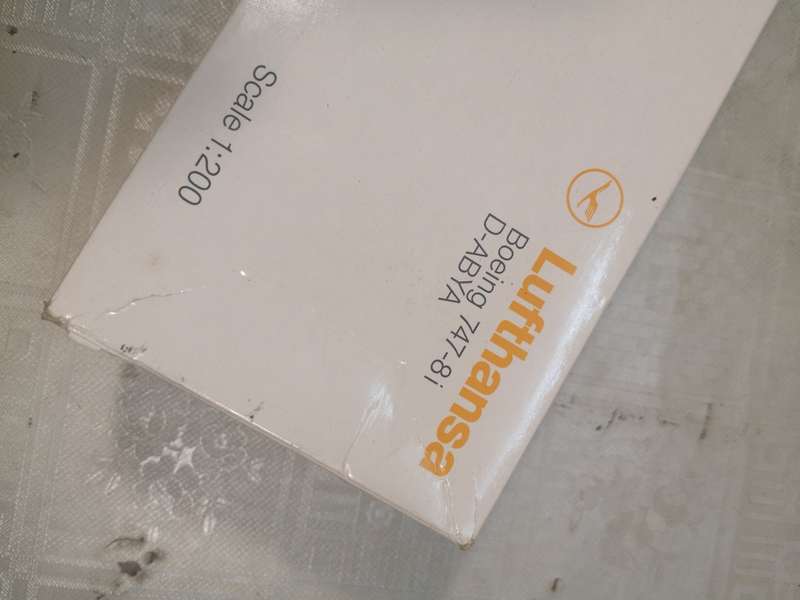 Lufthansa
Boeing 747-8i
D-ABYA
Scale 1:200